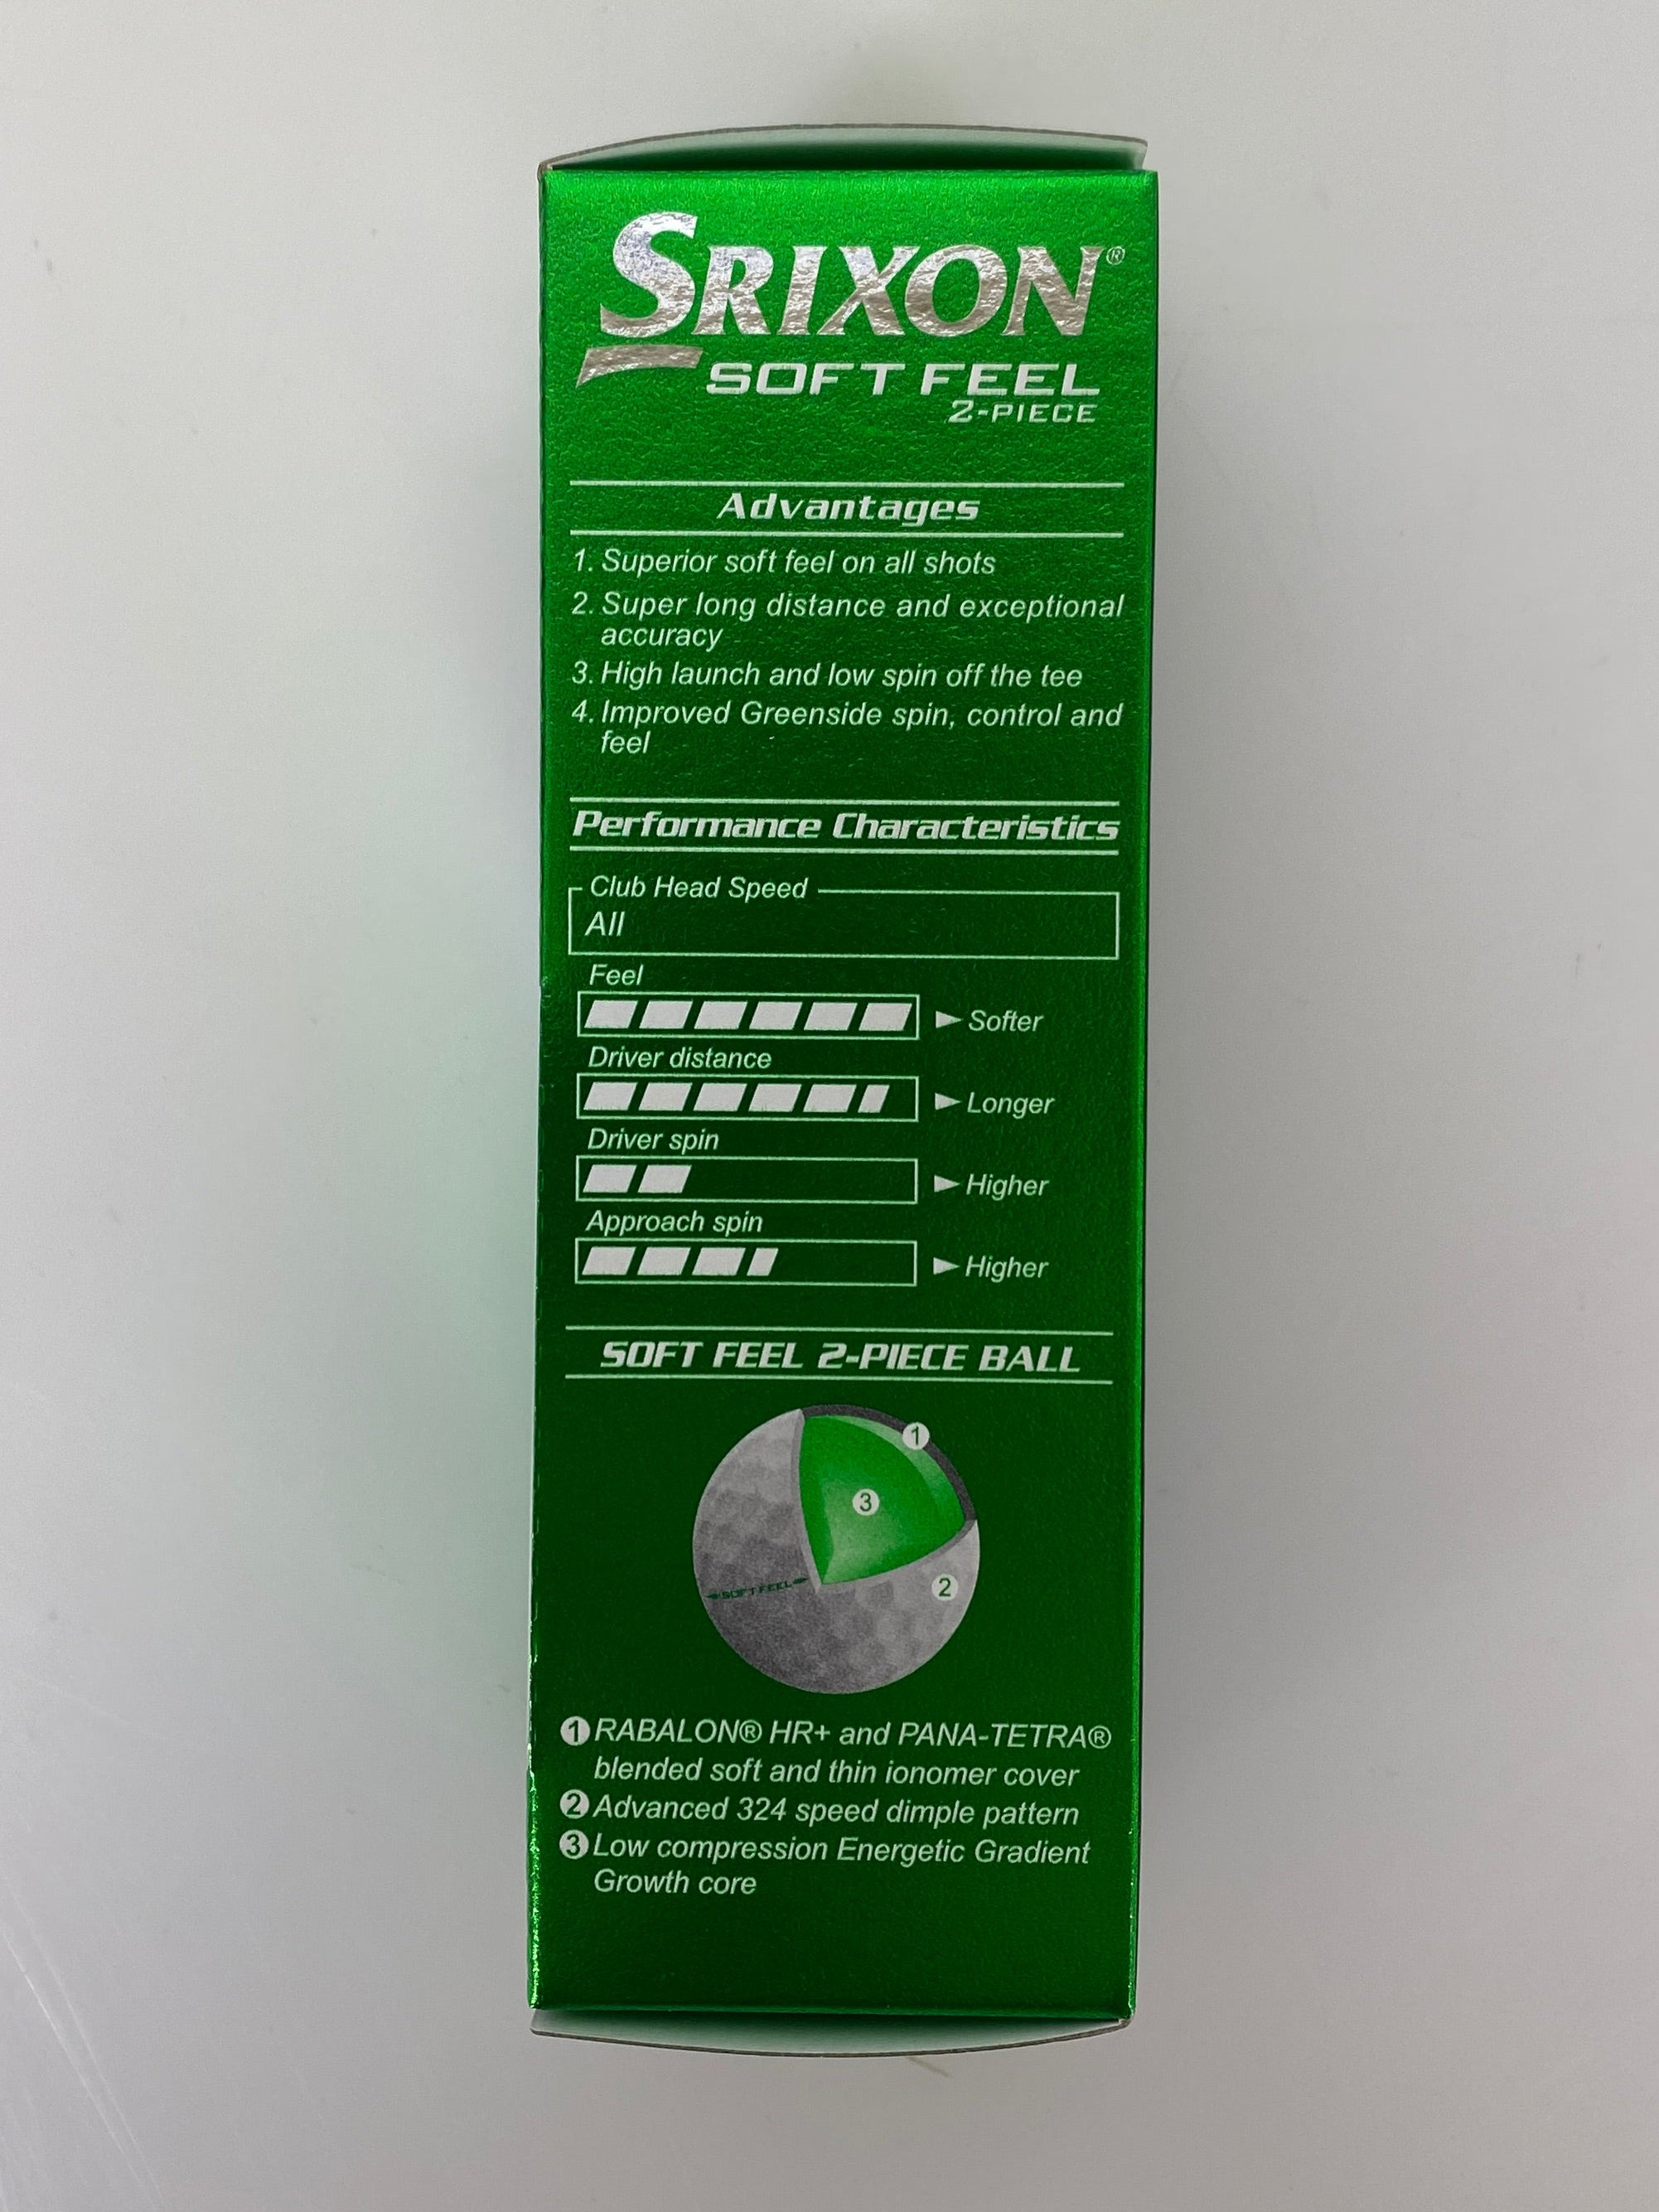 SRIXON®
SOFT FEEL
2-PIECE
Advantages
1. Superior soft feel on all shots
2. Super long distance and exceptional
accuracy
3. High launch and low spin off the tee
4. Improved Greenside spin, control and
feel
Performance Characteristics
Club Head Speed
All
Feel
Softer
Driver distance
Longer
Driver spin
Higher
Approach spin
Higher
SOFT FEEL 2-PIECE BALL
1
3
2
SOFT FEEL
1 RABALON® HR+ and PANA-TETRA®
blended soft and thin ionomer cover
2 Advanced 324 speed dimple pattern
3 Low compression Energetic Gradient
Growth core